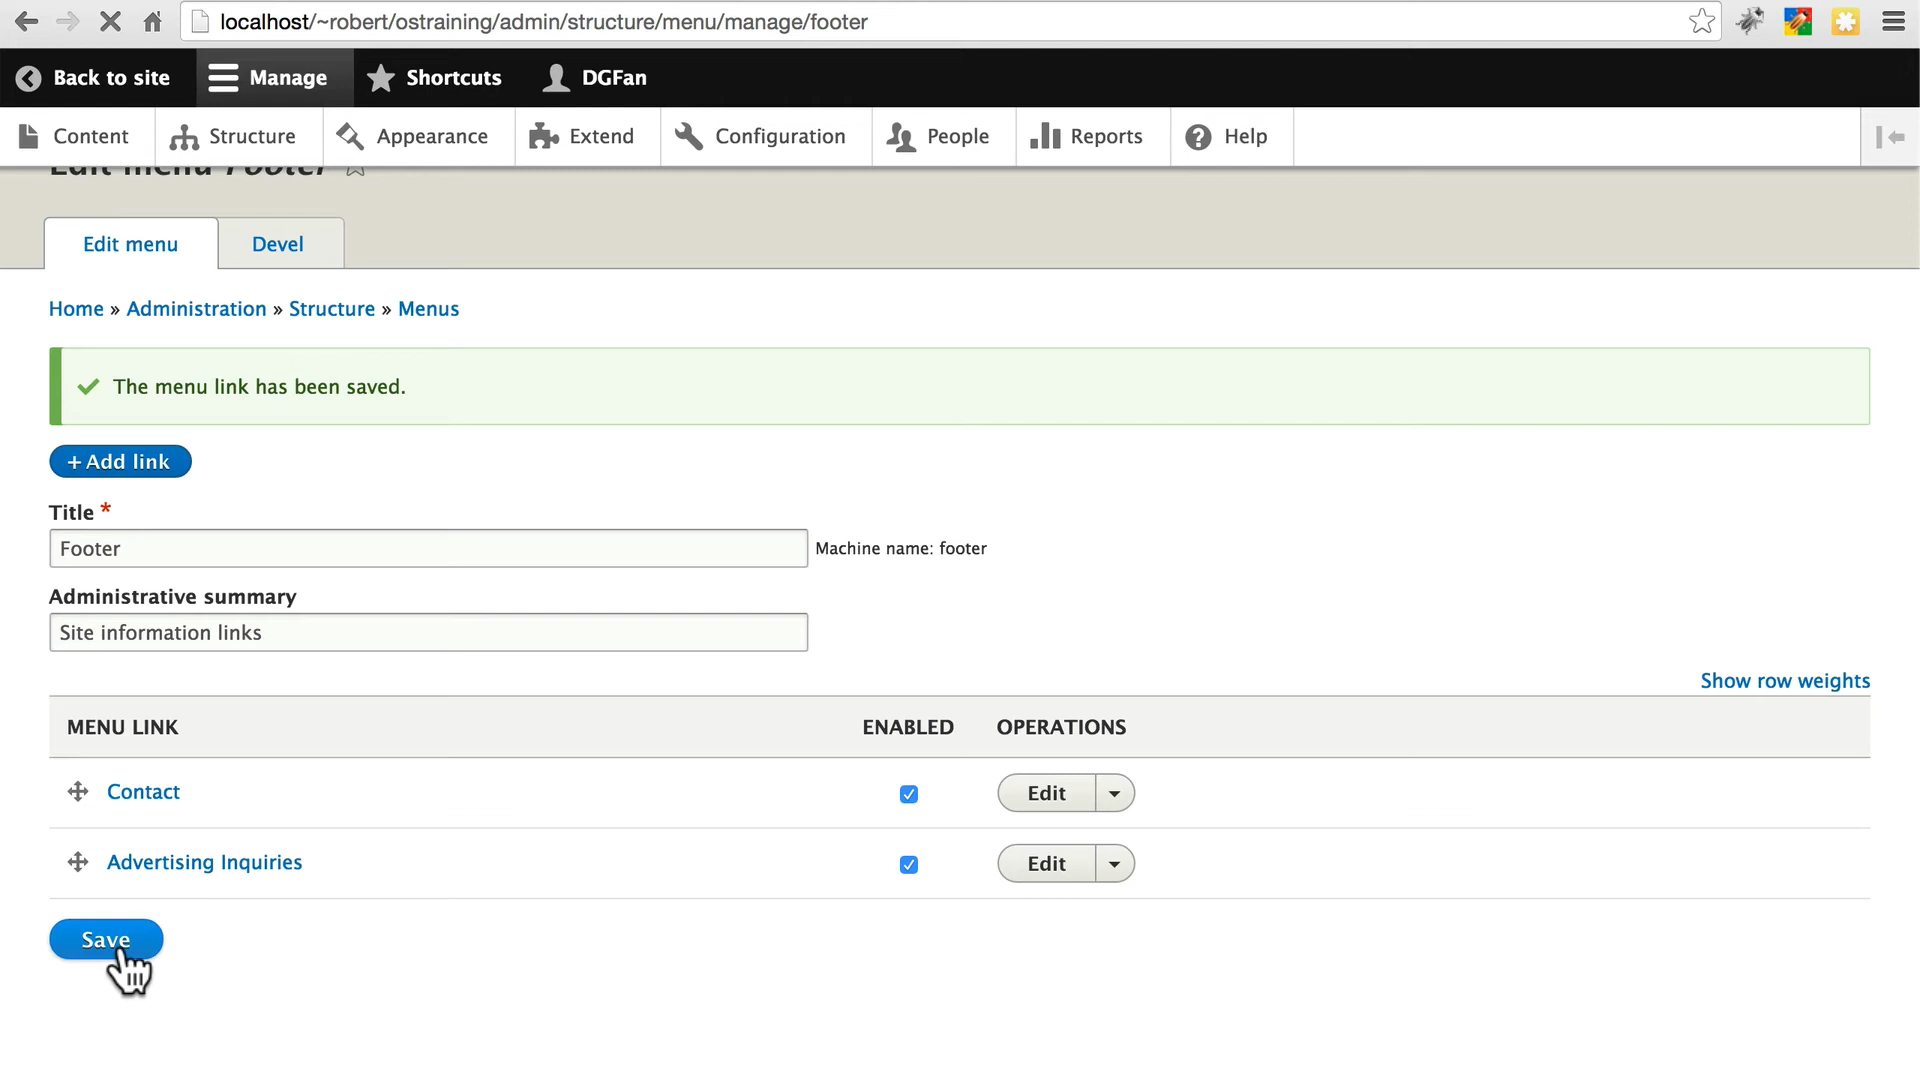 localhost/~robert/ostraining/admin/structure/menu/manage/footer
Back to site Manage Shortcuts DGFan
Content Structure Appearance Extend Configuration People Reports Help
Edit menu Footer
Edit menu Devel
Home » Administration » Structure » Menus
The menu link has been saved.
+ Add link
Title *
Footer Machine name: footer
Administrative summary
Site information links
Show row weights
MENU LINK ENABLED OPERATIONS
Contact Edit
Advertising Inquiries Edit
Save